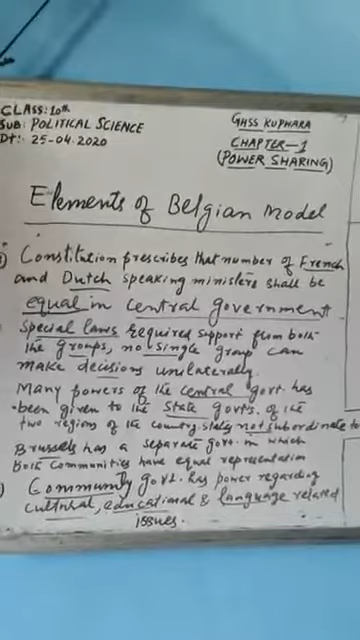 CLASS: 10th
SUB: POLITICAL SCIENCE
Dt:. 25-04.2020
GHSS KUPHARA
CHAPTER-1
(POWER SHARING)
Elements of Belgian Model
Constitution prescribes that number of French
and Dutch speaking ministers shall be
equal in central government.
special laws required support from both
the groups, no single group can
make decisions unilaterally.
Many powers of the central govt. has
been given to the State govts. of the
two regions of the country. states not subordinate to
Brussels has a separate govt. in which
Both Communities have equal representation
Community govt. has power regarding
cultural, educational & language related
issues.